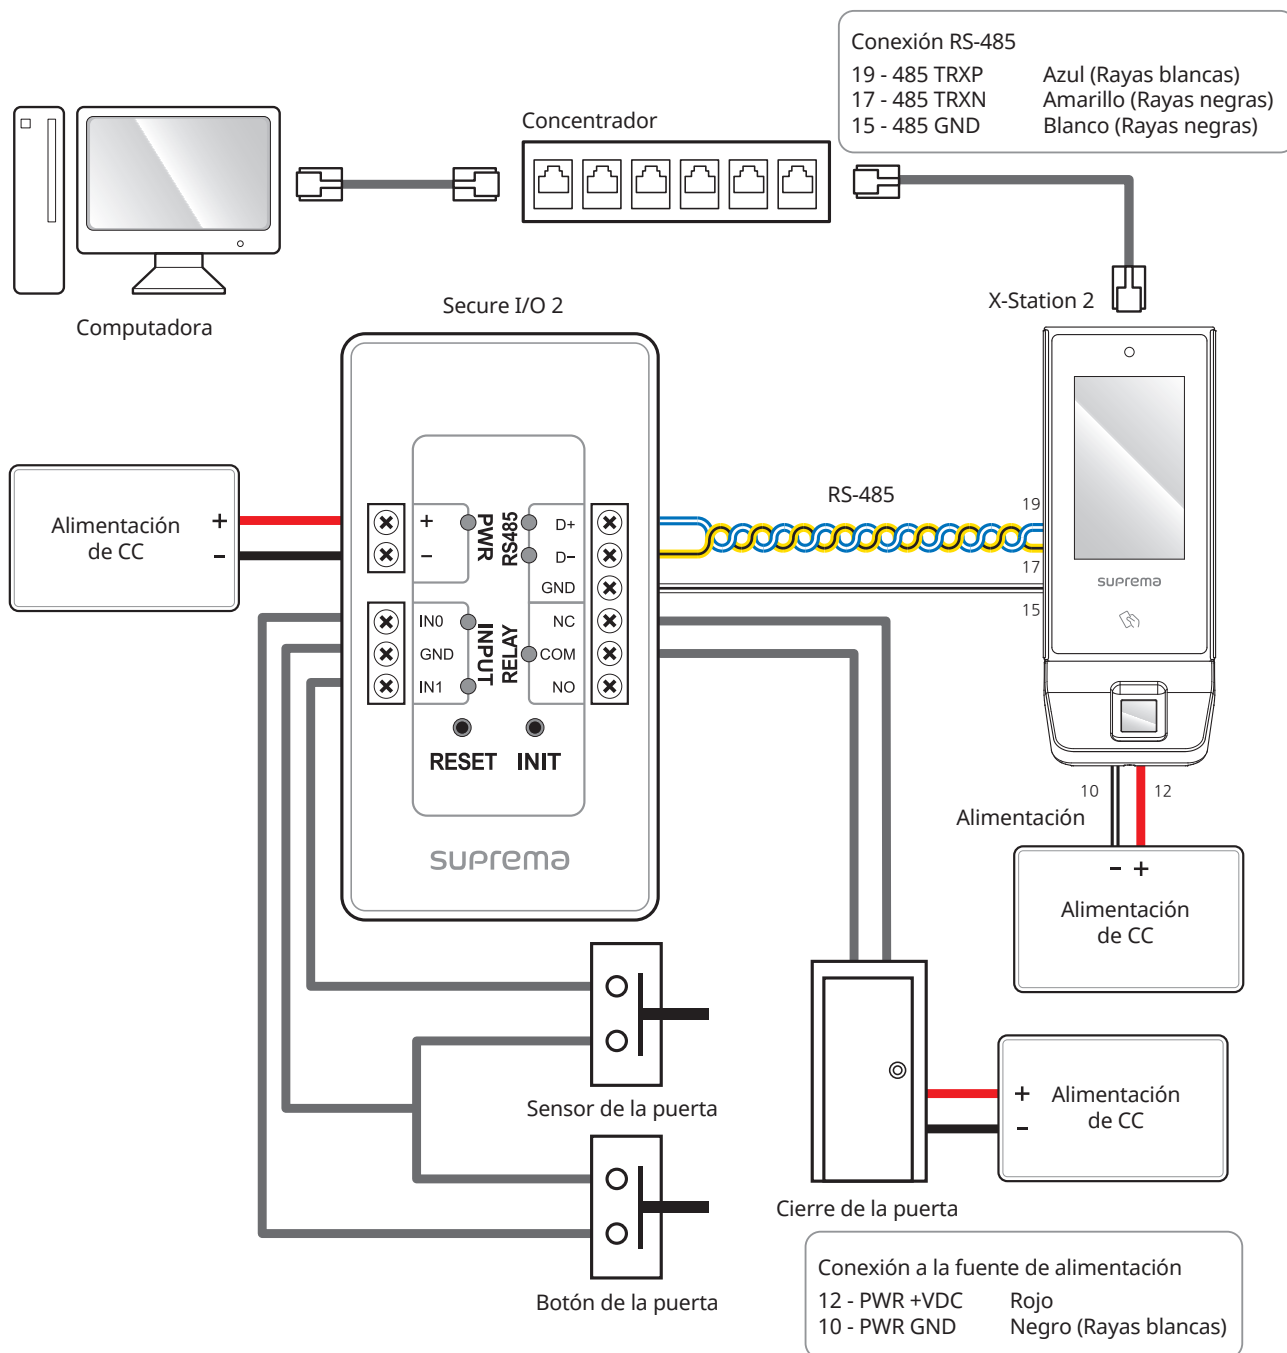 Conexión RS-485
19 - 485 TRXP Azul (Rayas blancas)
17 - 485 TRXN Amarillo (Rayas negras)
15 - 485 GND Blanco (Rayas negras)
Concentrador
Computadora
Secure I/O 2
X-Station 2
Alimentación
de CC
+
−
+
−
PWR
RS485
D+
D−
GND
IN0
GND
IN1
INPUT
RELAY
NC
COM
NO
RESET INIT
suprema
RS-485
19
17
15
suprema
10
12
Alimentación
− +
Alimentación
de CC
Sensor de la puerta
Botón de la puerta
Cierre de la puerta
+
−
Alimentación
de CC
Conexión a la fuente de alimentación
12 - PWR +VDC Rojo
10 - PWR GND Negro (Rayas blancas)